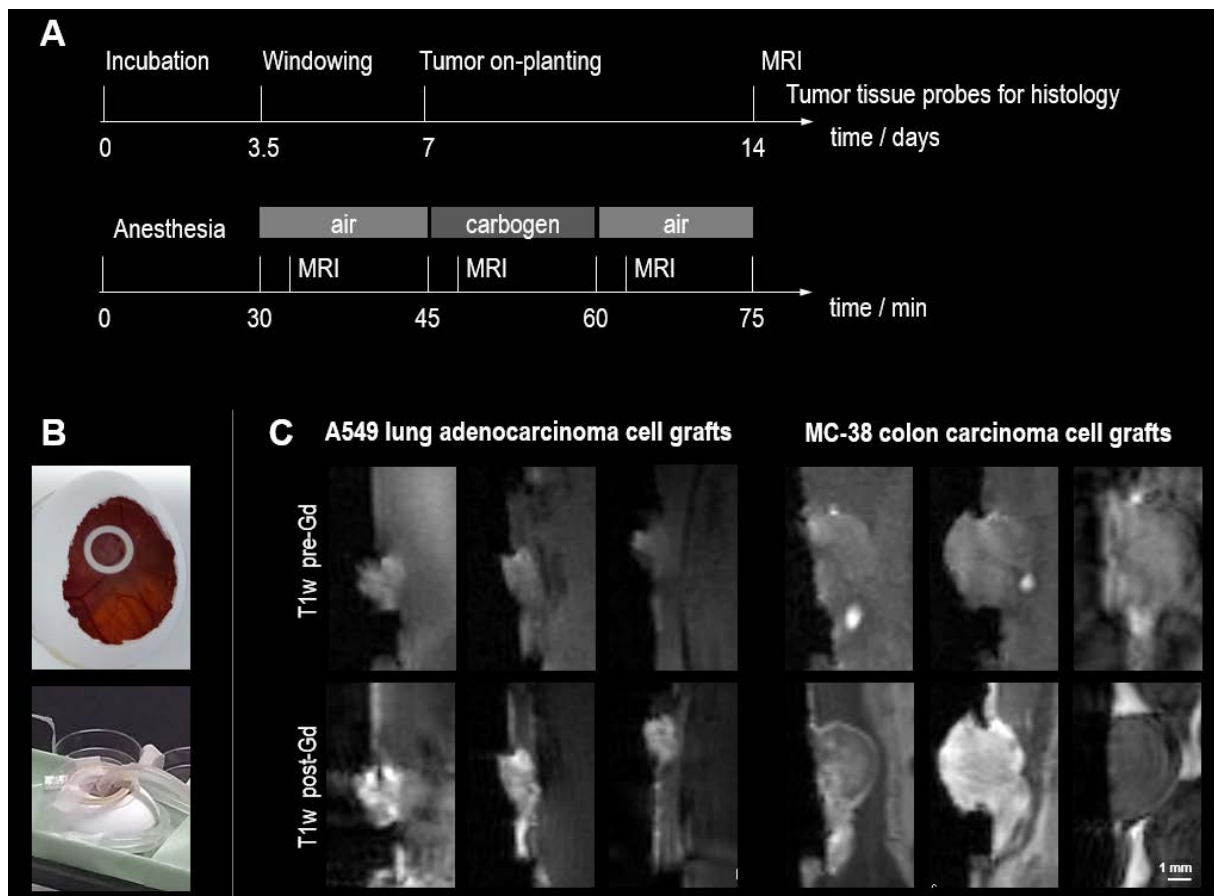 A
Incubation Windowing Tumor on-planting MRI
Tumor tissue probes for histology
0 3.5 7 14 time / days
Anesthesia air carbogen air
MRI MRI MRI
0 30 45 60 75 time / min
B
C A549 lung adenocarcinoma cell grafts MC-38 colon carcinoma cell grafts
T1w pre-Gd
T1w post-Gd
1 mm